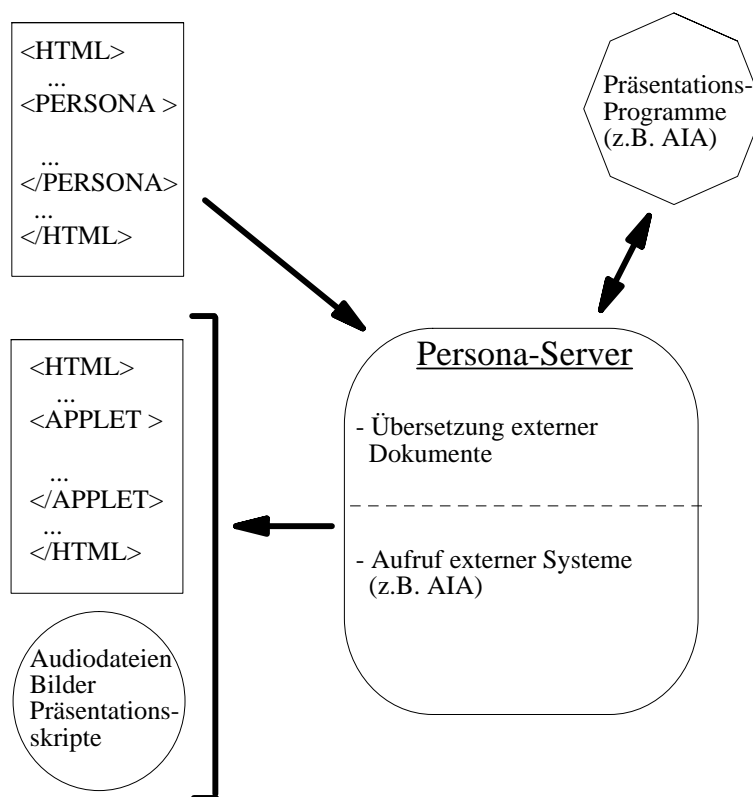 <HTML>
...
<PERSONA >
...
</PERSONA>
...
</HTML>
Präsentations-
Programme
(z.B. AIA)
Persona-Server
- Übersetzung externer
Dokumente
- Aufruf externer Systeme
(z.B. AIA)
<HTML>
...
<APPLET >
...
</APPLET>
...
</HTML>
Audiodateien
Bilder
Präsentations-
skripte